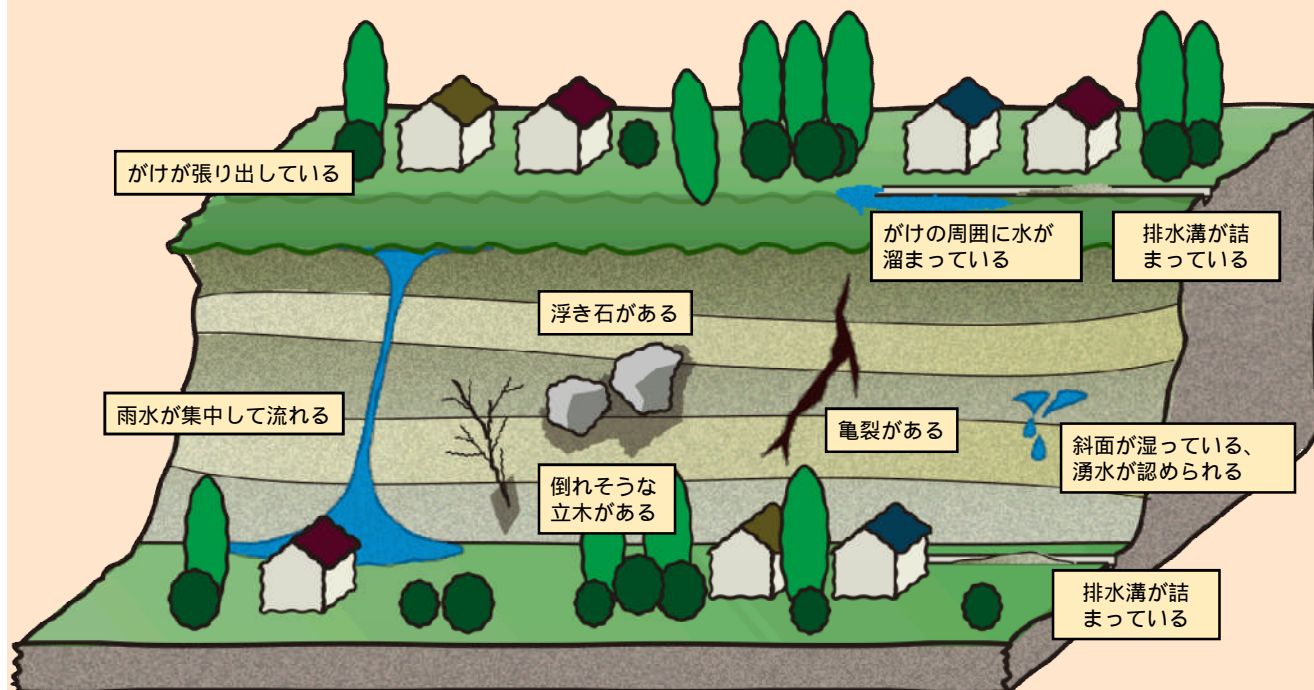 がけが張り出している
がけの周囲に水が
溜まっている
排水溝が詰
まっている
浮き石がある
雨水が集中して流れる
亀裂がある
斜面が湿っている、
湧水が認められる
倒れそうな
立木がある
排水溝が詰
まっている